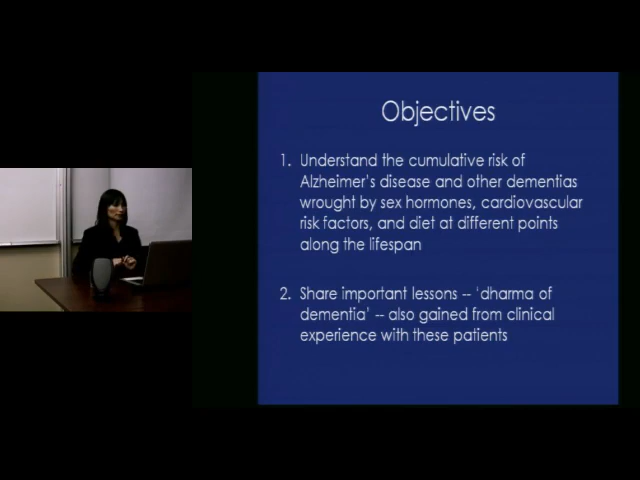 Objectives
1. Understand the cumulative risk of
Alzheimer's disease and other dementias
wrought by sex hormones, cardiovascular
risk factors, and diet at different points
along the lifespan
2. Share important lessons -- 'dharma of
dementia' -- also gained from clinical
experience with these patients